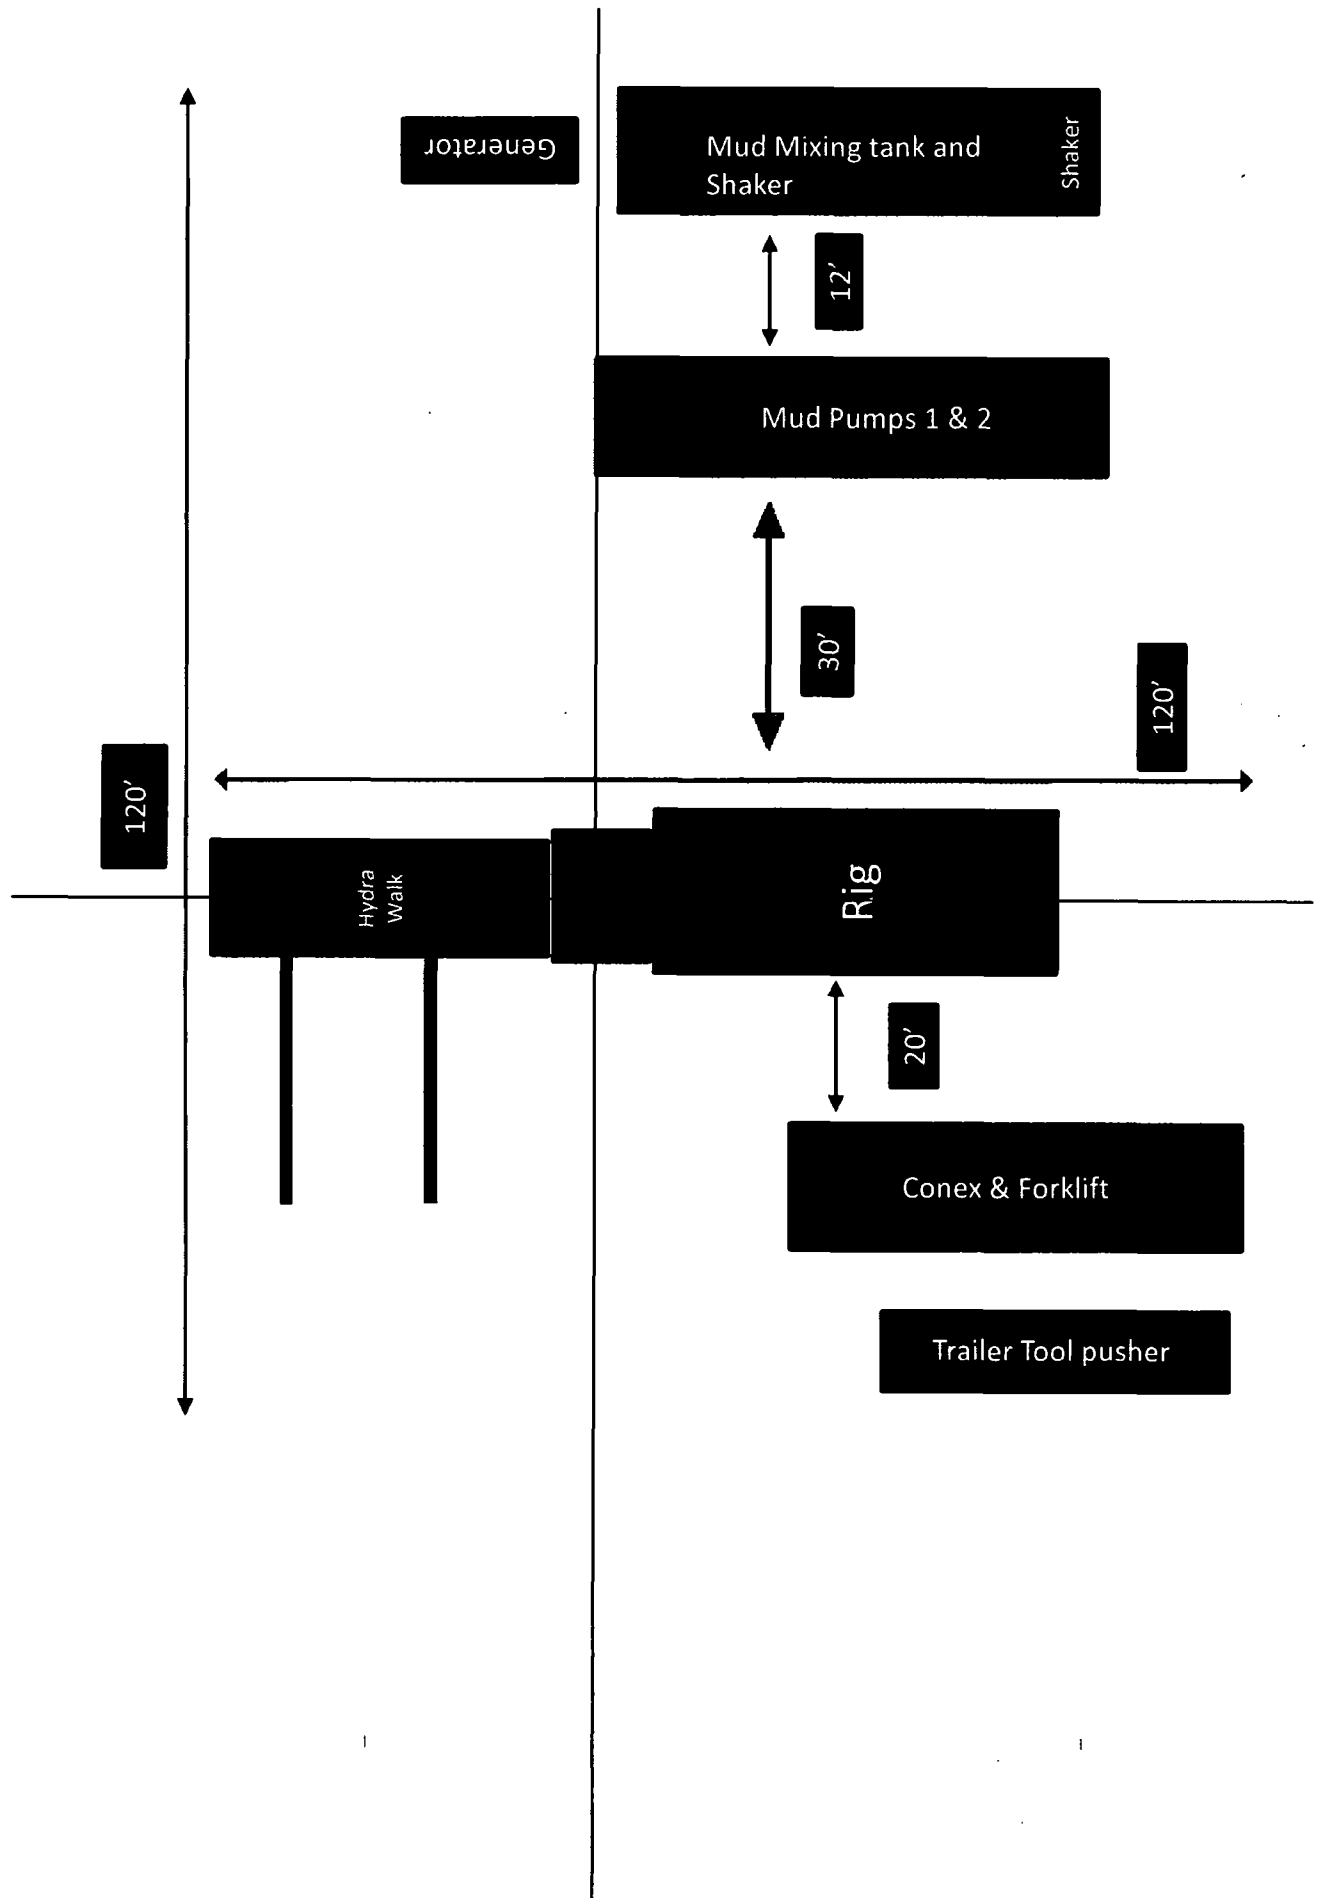 Generator
Mud Mixing tank and
Shaker
Shaker
12'
Mud Pumps 1 & 2
30'
120'
120'
Hydra
Walk
Rig
20'
Conex & Forklift
Trailer Tool pusher